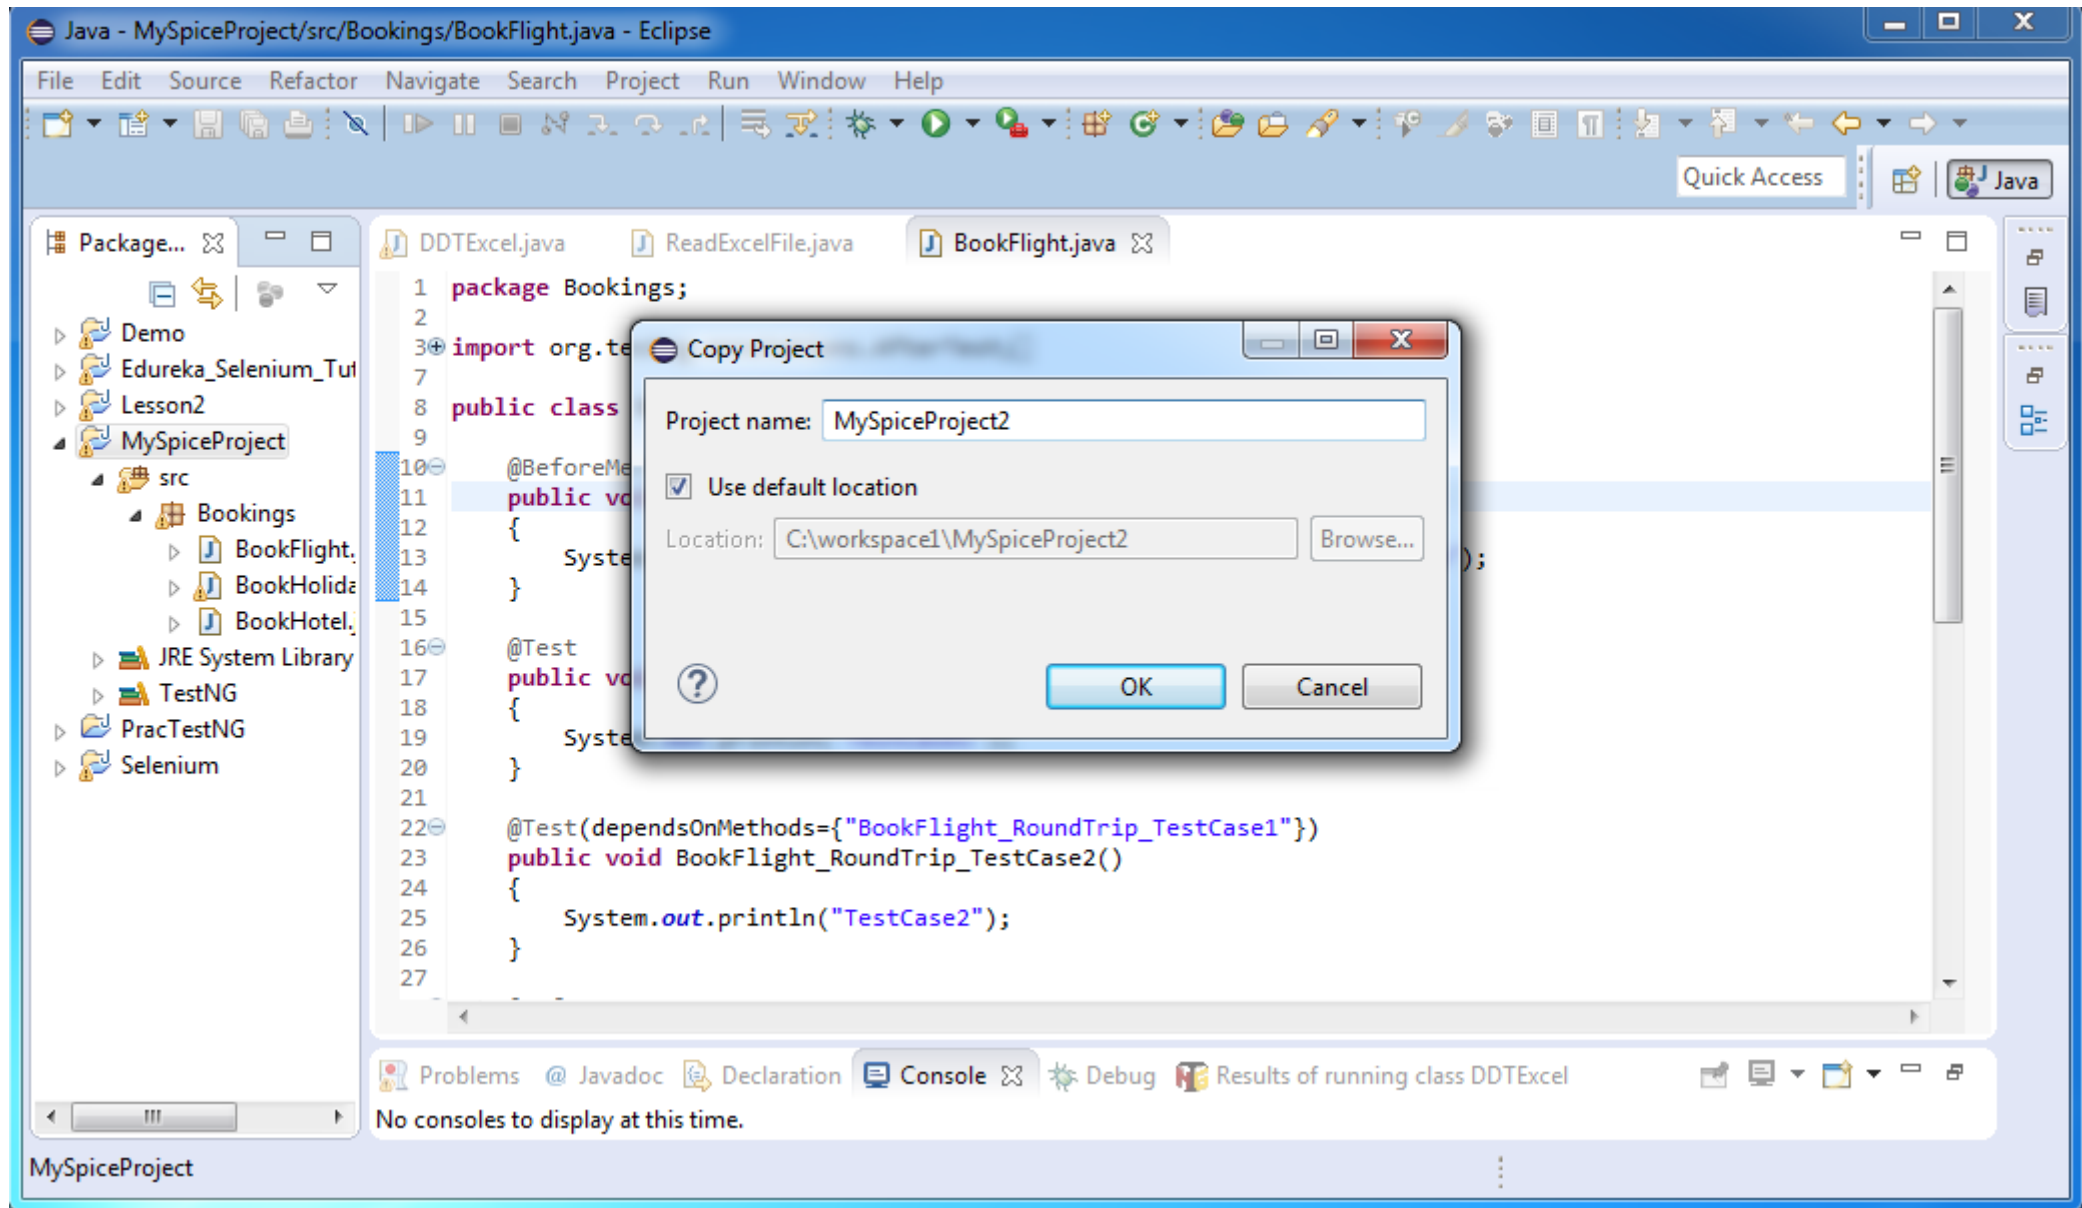 Java - MySpiceProject/src/Bookings/BookFlight.java - Eclipse
File Edit Source Refactor Navigate Search Project Run Window Help
Quick Access
Java
Package...
Demo
Edureka_Selenium_Tut
Lesson2
MySpiceProject
src
Bookings
BookFlight.
BookHolida
BookHotel.j
JRE System Library
TestNG
PracTestNG
Selenium
DDTExcel.java ReadExcelFile.java BookFlight.java
1 package Bookings;
2
3 import org.te
7
8 public class
9
10 @BeforeMe
11 public vo
12 {
13 Syste );
14 }
15
16 @Test
17 public vo
18 {
19 Syste
20 }
21
22 @Test(dependsOnMethods={"BookFlight_RoundTrip_TestCase1"})
23 public void BookFlight_RoundTrip_TestCase2()
24 {
25 System.out.println("TestCase2");
26 }
27
Copy Project
Project name: MySpiceProject2
Use default location
Location: C:\workspace1\MySpiceProject2 Browse...
? OK Cancel
Problems @ Javadoc Declaration Console Debug Results of running class DDTExcel
No consoles to display at this time.
MySpiceProject